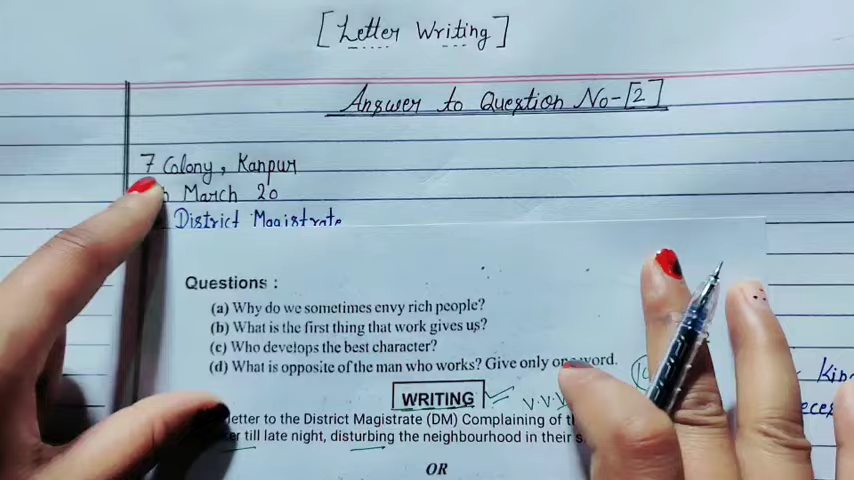 [Letter Writing]
Answer to Question No-[2]
7 Colony, Kanpur
March 20
District Magistrate
Questions :
(a) Why do we sometimes envy rich people?
(b) What is the first thing that work gives us?
(c) Who develops the best character?
(d) What is opposite of the man who works? Give only one word.
WRITING
etter to the District Magistrate (DM) Complaining of th
er till late night, disturbing the neighbourhood in their s
OR